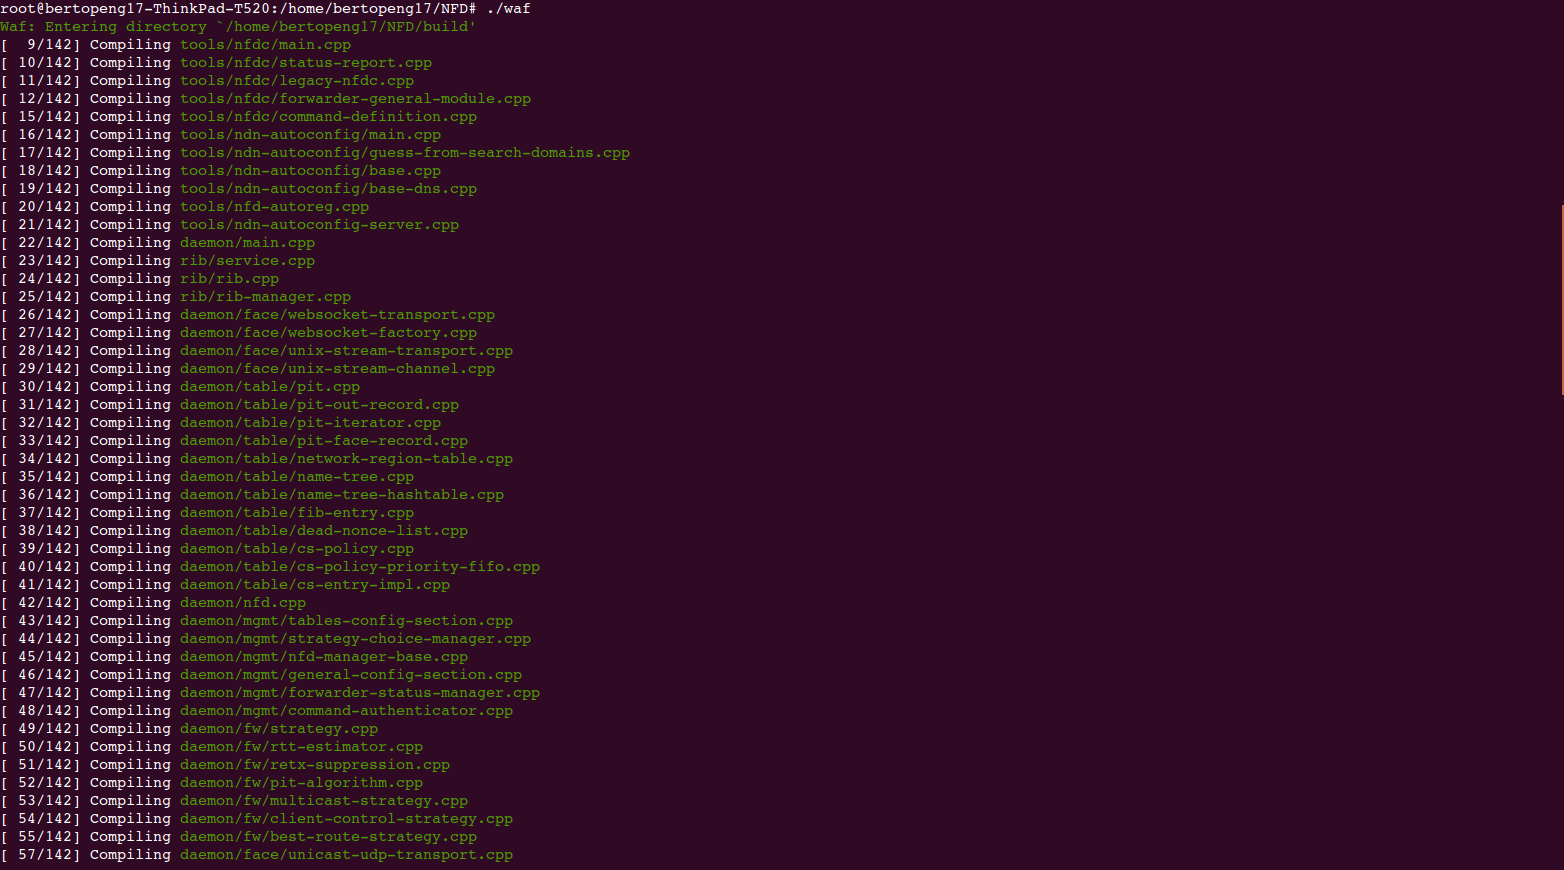 root@bertopeng17-ThinkPad-T520:/home/bertopeng17/NFD# ./waf
Waf: Entering directory `/home/bertopeng17/NFD/build'
[  9/142] Compiling tools/nfdc/main.cpp
[ 10/142] Compiling tools/nfdc/status-report.cpp
[ 11/142] Compiling tools/nfdc/legacy-nfdc.cpp
[ 12/142] Compiling tools/nfdc/forwarder-general-module.cpp
[ 15/142] Compiling tools/nfdc/command-definition.cpp
[ 16/142] Compiling tools/ndn-autoconfig/main.cpp
[ 17/142] Compiling tools/ndn-autoconfig/guess-from-search-domains.cpp
[ 18/142] Compiling tools/ndn-autoconfig/base.cpp
[ 19/142] Compiling tools/ndn-autoconfig/base-dns.cpp
[ 20/142] Compiling tools/nfd-autoreg.cpp
[ 21/142] Compiling tools/ndn-autoconfig-server.cpp
[ 22/142] Compiling daemon/main.cpp
[ 23/142] Compiling rib/service.cpp
[ 24/142] Compiling rib/rib.cpp
[ 25/142] Compiling rib/rib-manager.cpp
[ 26/142] Compiling daemon/face/websocket-transport.cpp
[ 27/142] Compiling daemon/face/websocket-factory.cpp
[ 28/142] Compiling daemon/face/unix-stream-transport.cpp
[ 29/142] Compiling daemon/face/unix-stream-channel.cpp
[ 30/142] Compiling daemon/table/pit.cpp
[ 31/142] Compiling daemon/table/pit-out-record.cpp
[ 32/142] Compiling daemon/table/pit-iterator.cpp
[ 33/142] Compiling daemon/table/pit-face-record.cpp
[ 34/142] Compiling daemon/table/network-region-table.cpp
[ 35/142] Compiling daemon/table/name-tree.cpp
[ 36/142] Compiling daemon/table/name-tree-hashtable.cpp
[ 37/142] Compiling daemon/table/fib-entry.cpp
[ 38/142] Compiling daemon/table/dead-nonce-list.cpp
[ 39/142] Compiling daemon/table/cs-policy.cpp
[ 40/142] Compiling daemon/table/cs-policy-priority-fifo.cpp
[ 41/142] Compiling daemon/table/cs-entry-impl.cpp
[ 42/142] Compiling daemon/nfd.cpp
[ 43/142] Compiling daemon/mgmt/tables-config-section.cpp
[ 44/142] Compiling daemon/mgmt/strategy-choice-manager.cpp
[ 45/142] Compiling daemon/mgmt/nfd-manager-base.cpp
[ 46/142] Compiling daemon/mgmt/general-config-section.cpp
[ 47/142] Compiling daemon/mgmt/forwarder-status-manager.cpp
[ 48/142] Compiling daemon/mgmt/command-authenticator.cpp
[ 49/142] Compiling daemon/fw/strategy.cpp
[ 50/142] Compiling daemon/fw/rtt-estimator.cpp
[ 51/142] Compiling daemon/fw/retx-suppression.cpp
[ 52/142] Compiling daemon/fw/pit-algorithm.cpp
[ 53/142] Compiling daemon/fw/multicast-strategy.cpp
[ 54/142] Compiling daemon/fw/client-control-strategy.cpp
[ 55/142] Compiling daemon/fw/best-route-strategy.cpp
[ 57/142] Compiling daemon/face/unicast-udp-transport.cpp